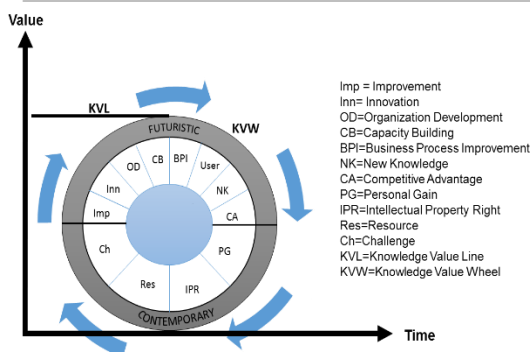 Value
KVL
FUTURISTIC
KVW
OD
CB
BPI
User
Inn
NK
Imp
CA
Ch
PG
Res
IPR
CONTEMPORARY
Time
Imp = Improvement
Inn= Innovation
OD=Organization Development
CB=Capacity Building
BPI=Business Process Improvement
NK=New Knowledge
CA=Competitive Advantage
PG=Personal Gain
IPR=Intellectual Property Right
Res=Resource
Ch=Challenge
KVL=Knowledge Value Line
KVW=Knowledge Value Wheel